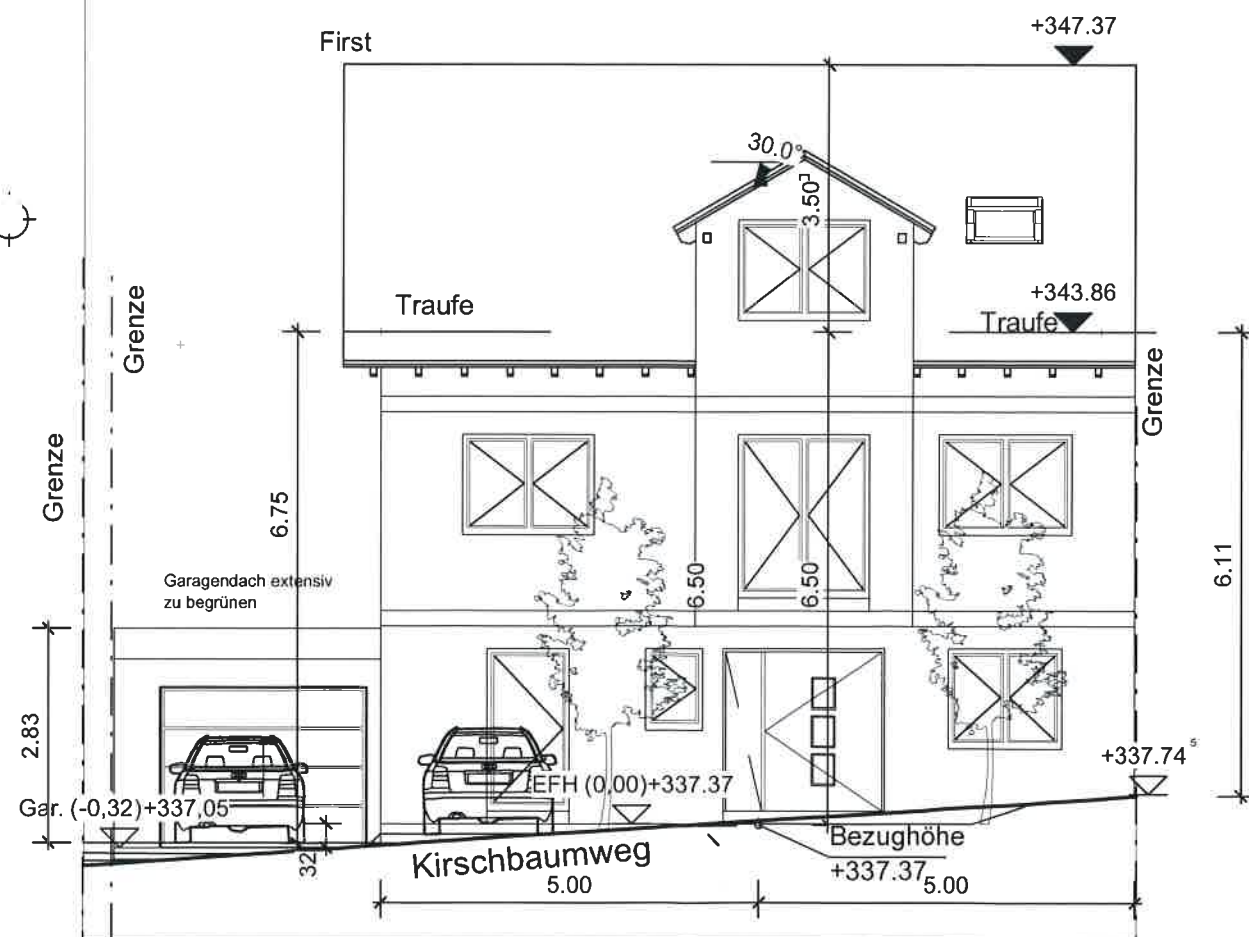 +347.37
First
30.0°
3.50⁵
+343.86
Traufe
Traufe
Grenze
Grenze
Grenze
6.75
6.50
6.50
6.11
Garagendach extensiv
zu begrünen
2.83
+337.74⁵
EFH (0,00)+337.37
Gar. (-0,32)+337,05
Bezughöhe
+337.37
Kirschbaumweg
32
5.00
5.00